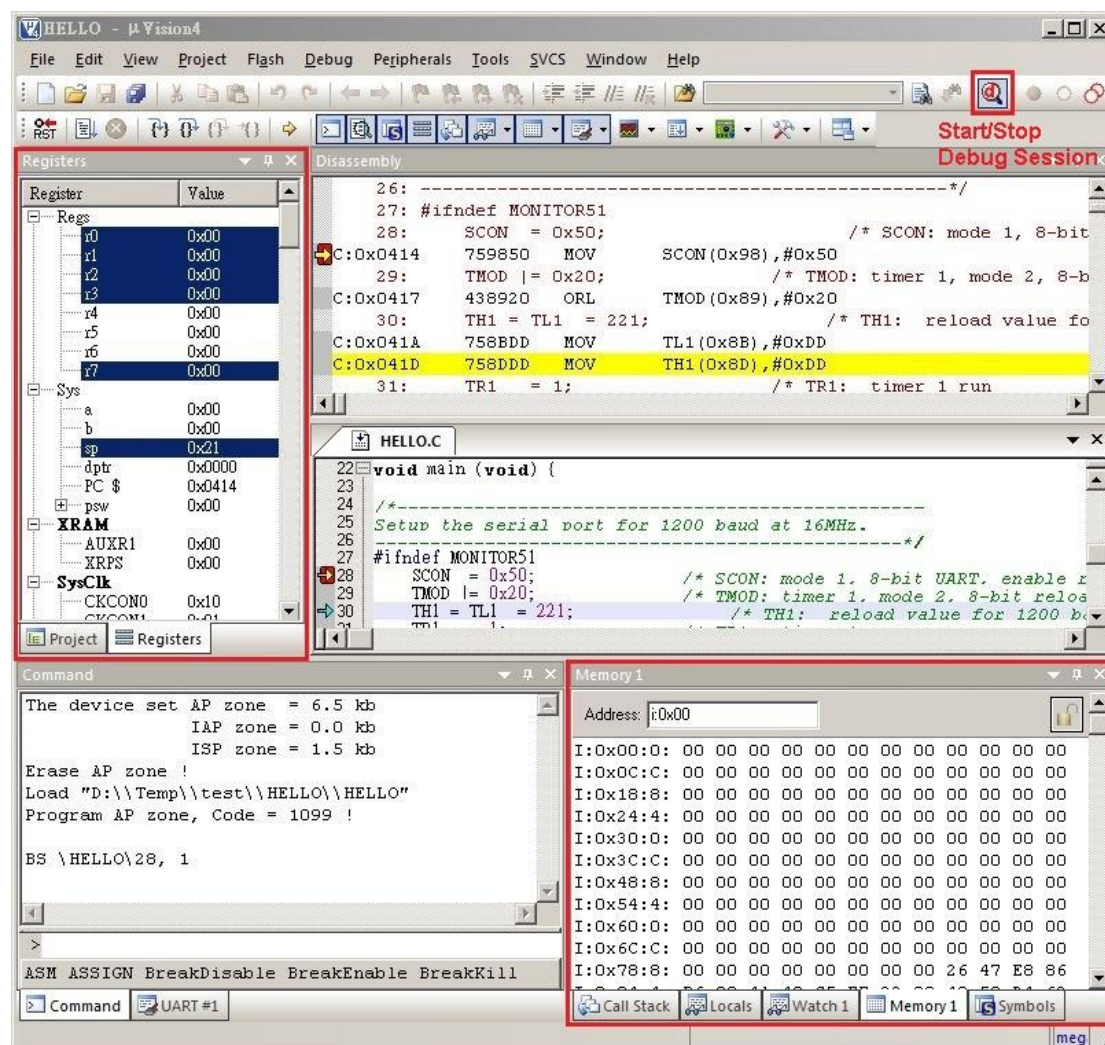 HELLO - µVision4
File Edit View Project Flash Debug Peripherals Tools SVCS Window Help
RST
Start/Stop
Debug Session
Registers
Register Value
Regs
r0 0x00
r1 0x00
r2 0x00
r3 0x00
r4 0x00
r5 0x00
r6 0x00
r7 0x00
Sys
a 0x00
b 0x00
sp 0x21
dptr 0x0000
PC $ 0x0414
psw 0x00
XRAM
AUXR1 0x00
XRPS 0x00
SysClk
CKCON0 0x10
Project Registers
Disassembly
26: -----------------------------------------------------*/
27: #ifndef MONITOR51
28: SCON = 0x50; /* SCON: mode 1, 8-bit
C:0x0414 759850 MOV SCON(0x98),#0x50
29: TMOD |= 0x20; /* TMOD: timer 1, mode 2, 8-b
C:0x0417 438920 ORL TMOD(0x89),#0x20
30: TH1 = TL1 = 221; /* TH1: reload value fo
C:0x041A 758BDD MOV TL1(0x8B),#0xDD
C:0x041D 758DDD MOV TH1(0x8D),#0xDD
31: TR1 = 1; /* TR1: timer 1 run
HELLO.C
22 void main (void) {
23
24 /*-----------------------------------------------------
25 Setup the serial port for 1200 baud at 16MHz.
26 -----------------------------------------------------*/
27 #ifndef MONITOR51
28 SCON = 0x50; /* SCON: mode 1, 8-bit UART, enable r
29 TMOD |= 0x20; /* TMOD: timer 1, mode 2, 8-bit reloa
30 TH1 = TL1 = 221; /* TH1: reload value for 1200 ba
Command
The device set AP zone = 6.5 kb
IAP zone = 0.0 kb
ISP zone = 1.5 kb
Erase AP zone !
Load "D:\\Temp\\test\\HELLO\\HELLO"
Program AP zone, Code = 1099 !
BS \HELLO\28, 1
>
ASM ASSIGN BreakDisable BreakEnable BreakKill
Command UART #1
Memory 1
Address: i:0x00
I:0x00:0: 00 00 00 00 00 00 00 00 00 00 00 00
I:0x0C:C: 00 00 00 00 00 00 00 00 00 00 00 00
I:0x18:8: 00 00 00 00 00 00 00 00 00 00 00 00
I:0x24:4: 00 00 00 00 00 00 00 00 00 00 00 00
I:0x30:0: 00 00 00 00 00 00 00 00 00 00 00 00
I:0x3C:C: 00 00 00 00 00 00 00 00 00 00 00 00
I:0x48:8: 00 00 00 00 00 00 00 00 00 00 00 00
I:0x54:4: 00 00 00 00 00 00 00 00 00 00 00 00
I:0x60:0: 00 00 00 00 00 00 00 00 00 00 00 00
I:0x6C:C: 00 00 00 00 00 00 00 00 00 00 00 00
I:0x78:8: 00 00 00 00 00 00 00 00 26 47 E8 86
Call Stack Locals Watch 1 Memory 1 Symbols
meg